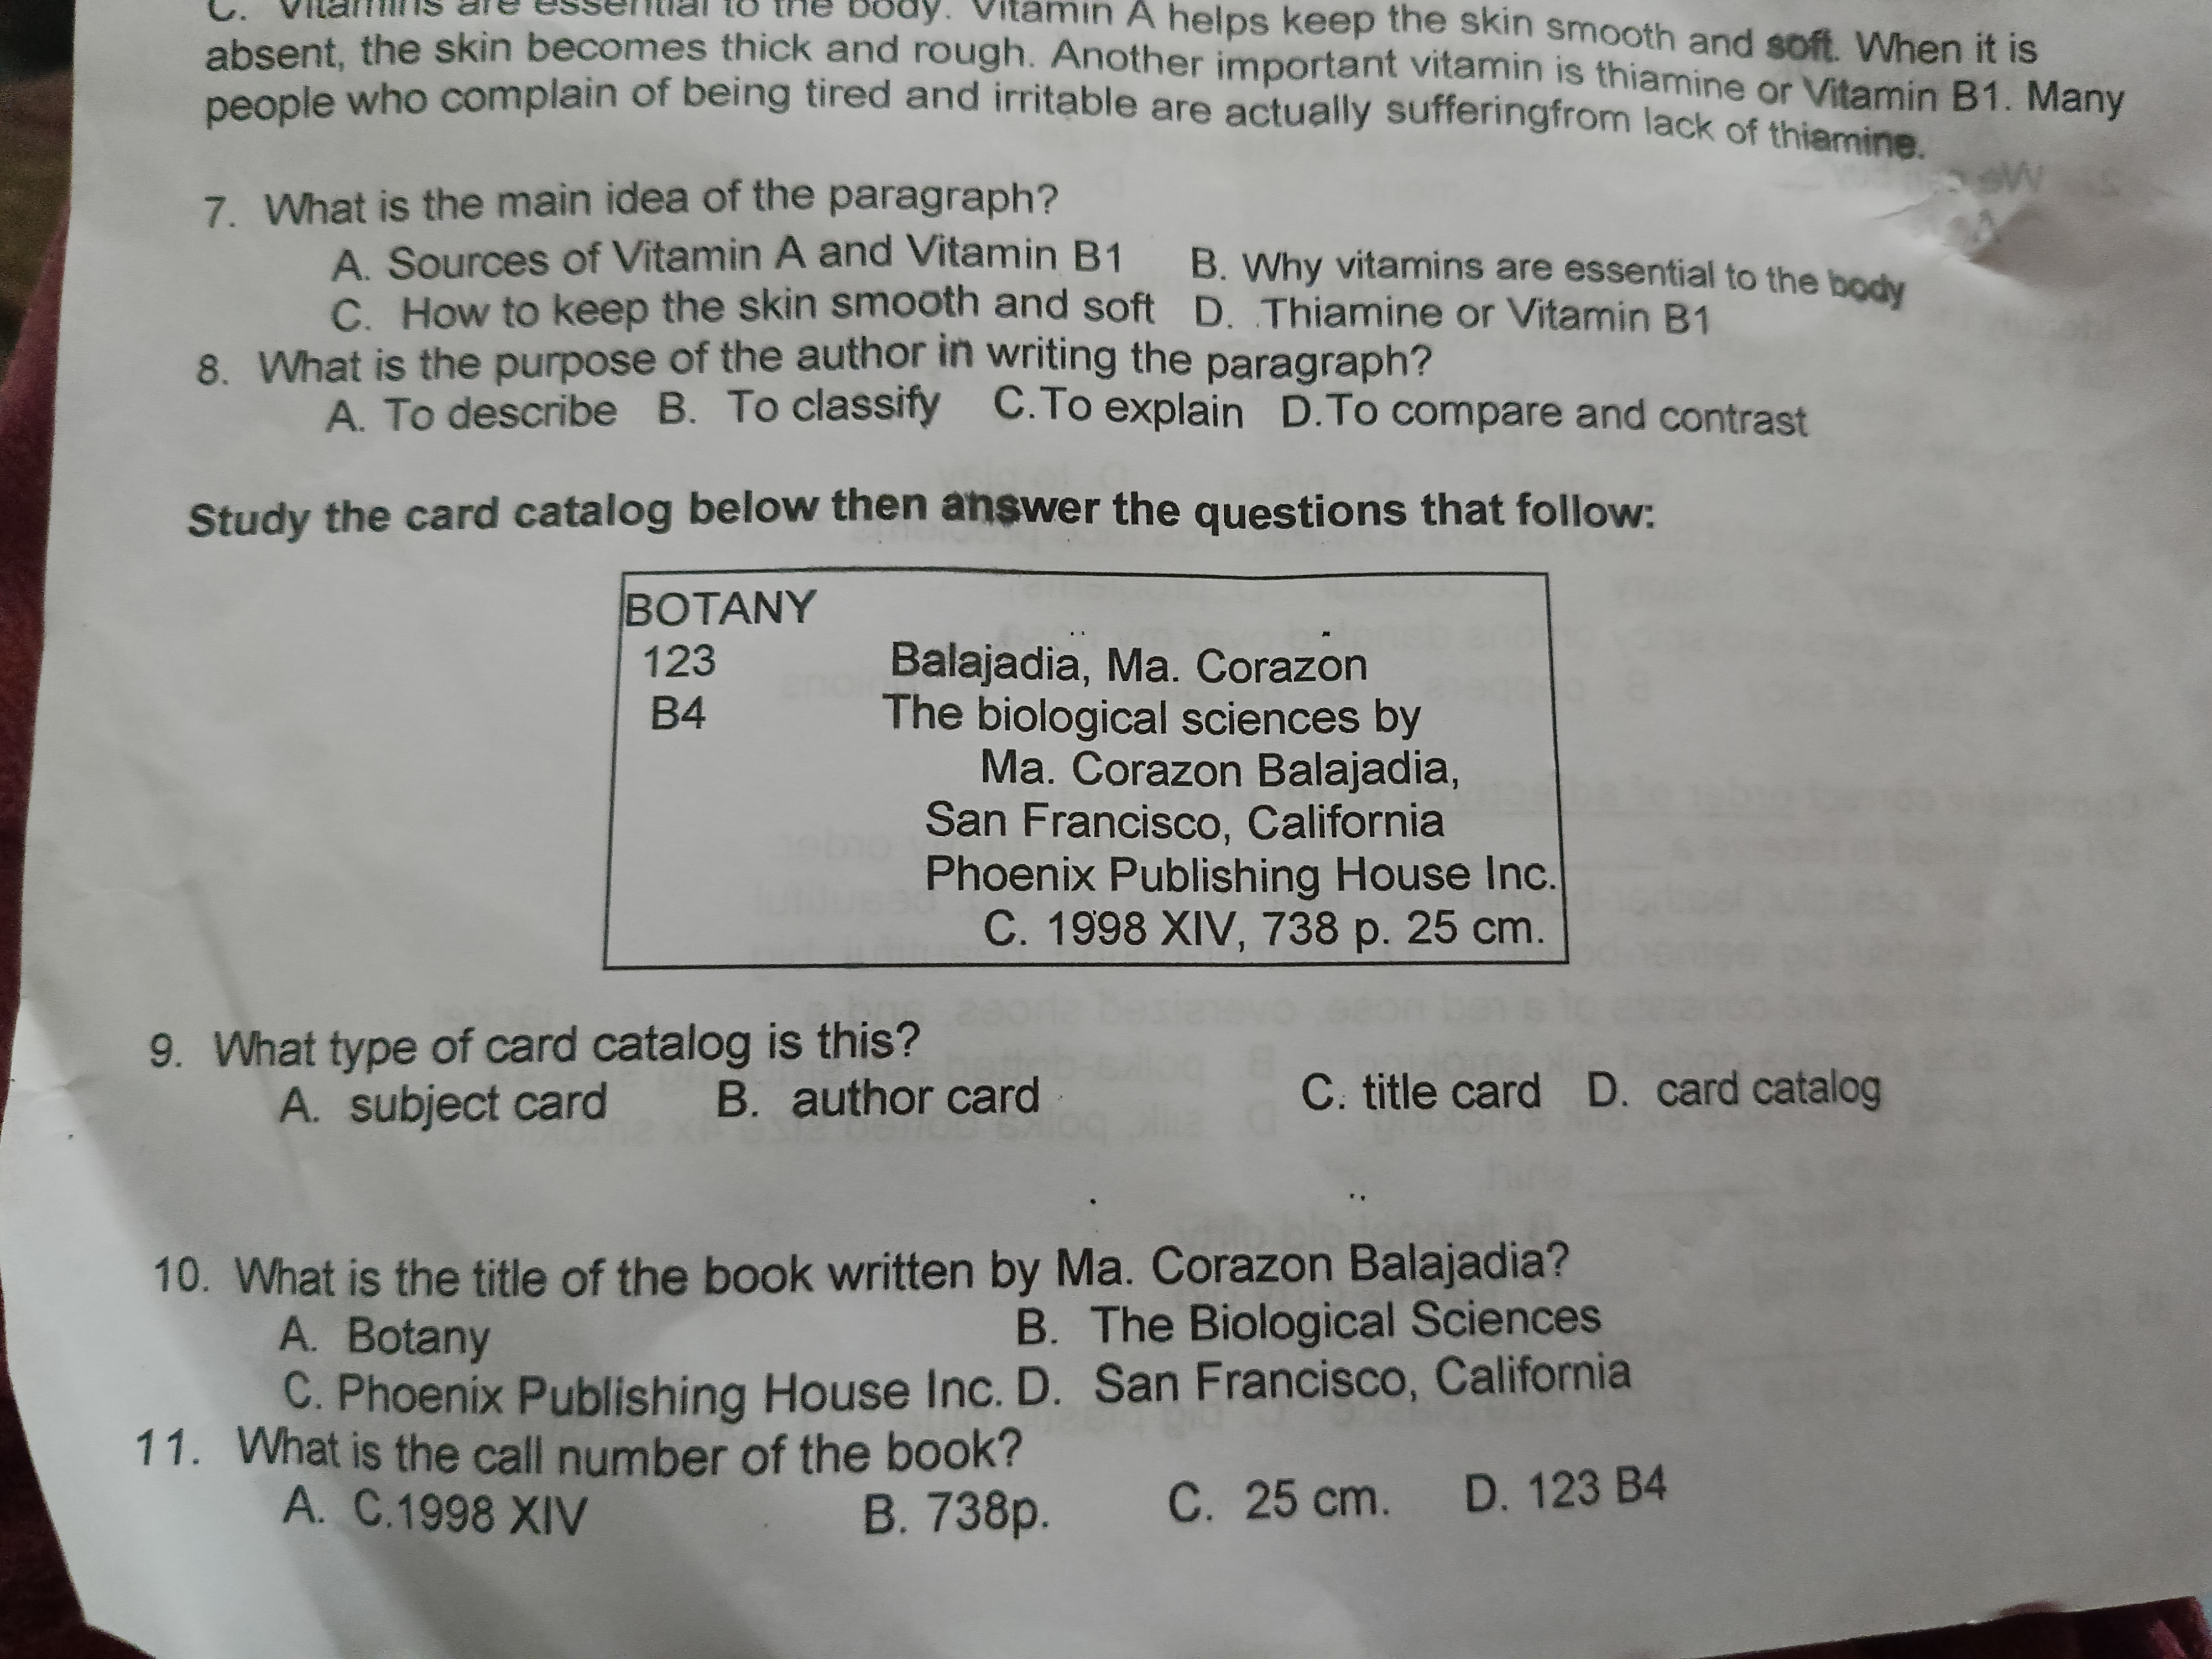 C. Vitamins are essential to the body. Vitamin A helps keep the skin smooth and soft. When it is
absent, the skin becomes thick and rough. Another important vitamin is thiamine or Vitamin B1. Many
people who complain of being tired and irritable are actually sufferingfrom lack of thiamine.
7. What is the main idea of the paragraph?
A. Sources of Vitamin A and Vitamin B1 B. Why vitamins are essential to the body
C. How to keep the skin smooth and soft D. Thiamine or Vitamin B1
8. What is the purpose of the author in writing the paragraph?
A. To describe B. To classify C.To explain D.To compare and contrast
Study the card catalog below then answer the questions that follow:
BOTANY
123 Balajadia, Ma. Corazon
B4 The biological sciences by
Ma. Corazon Balajadia,
San Francisco, California
Phoenix Publishing House Inc.
C. 1998 XIV, 738 p. 25 cm.
9. What type of card catalog is this?
A. subject card B. author card C. title card D. card catalog
10. What is the title of the book written by Ma. Corazon Balajadia?
A. Botany B. The Biological Sciences
C. Phoenix Publishing House Inc. D. San Francisco, California
11. What is the call number of the book?
A. C.1998 XIV B. 738p. C. 25 cm. D. 123 B4